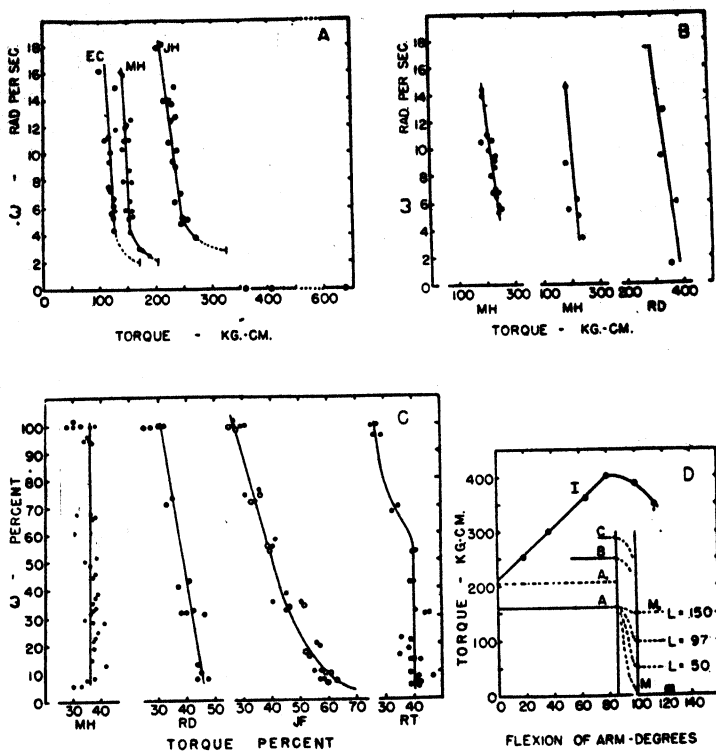 A
18
16
14
12
10
8
6
4
2
0
ω - RAD PER SEC.
EC
MH
JH
100 200 300 400 500 600
TORQUE - KG.-CM.
B
18
16
14
12
10
8
6
4
2
0
ω - RAD. PER SEC.
100 300 100 300 200 400
MH MH RD
TORQUE - KG.-CM.
C
100
90
80
70
60
50
40
30
20
10
0
ω - PERCENT
30 40 30 40 50 30 40 50 60 70 30 40
MH RD JF RT
TORQUE PERCENT
D
400
350
300
250
200
150
100
50
0
TORQUE - KG-CM.
I
C
B
A
A
M
L= 150
L= 97
L= 50
M
0 20 40 60 80 100 120
FLEXION OF ARM-DEGREES